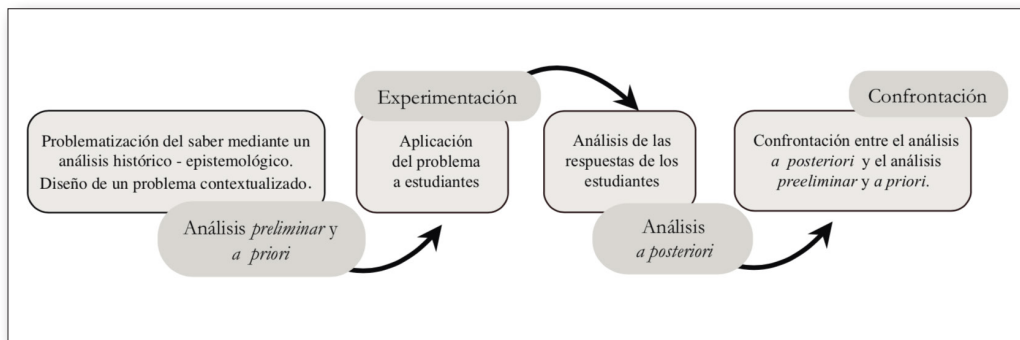 Problematización del saber mediante un
análisis histórico - epistemológico.
Diseño de un problema contextualizado.
Análisis preliminar y
a priori
Experimentación
Aplicación
del problema
a estudiantes
Análisis de las
respuestas de los
estudiantes
Análisis
a posteriori
Confrontación
Confrontación entre el análisis
a posteriori y el análisis
preeliminar y a priori.